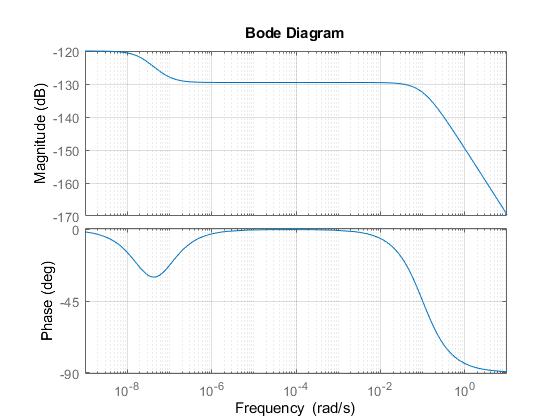 Bode Diagram
-120
-130
-140
-150
-160
-170
Magnitude (dB)
0
-45
-90
Phase (deg)
10^-8 10^-6 10^-4 10^-2 10^0
Frequency (rad/s)